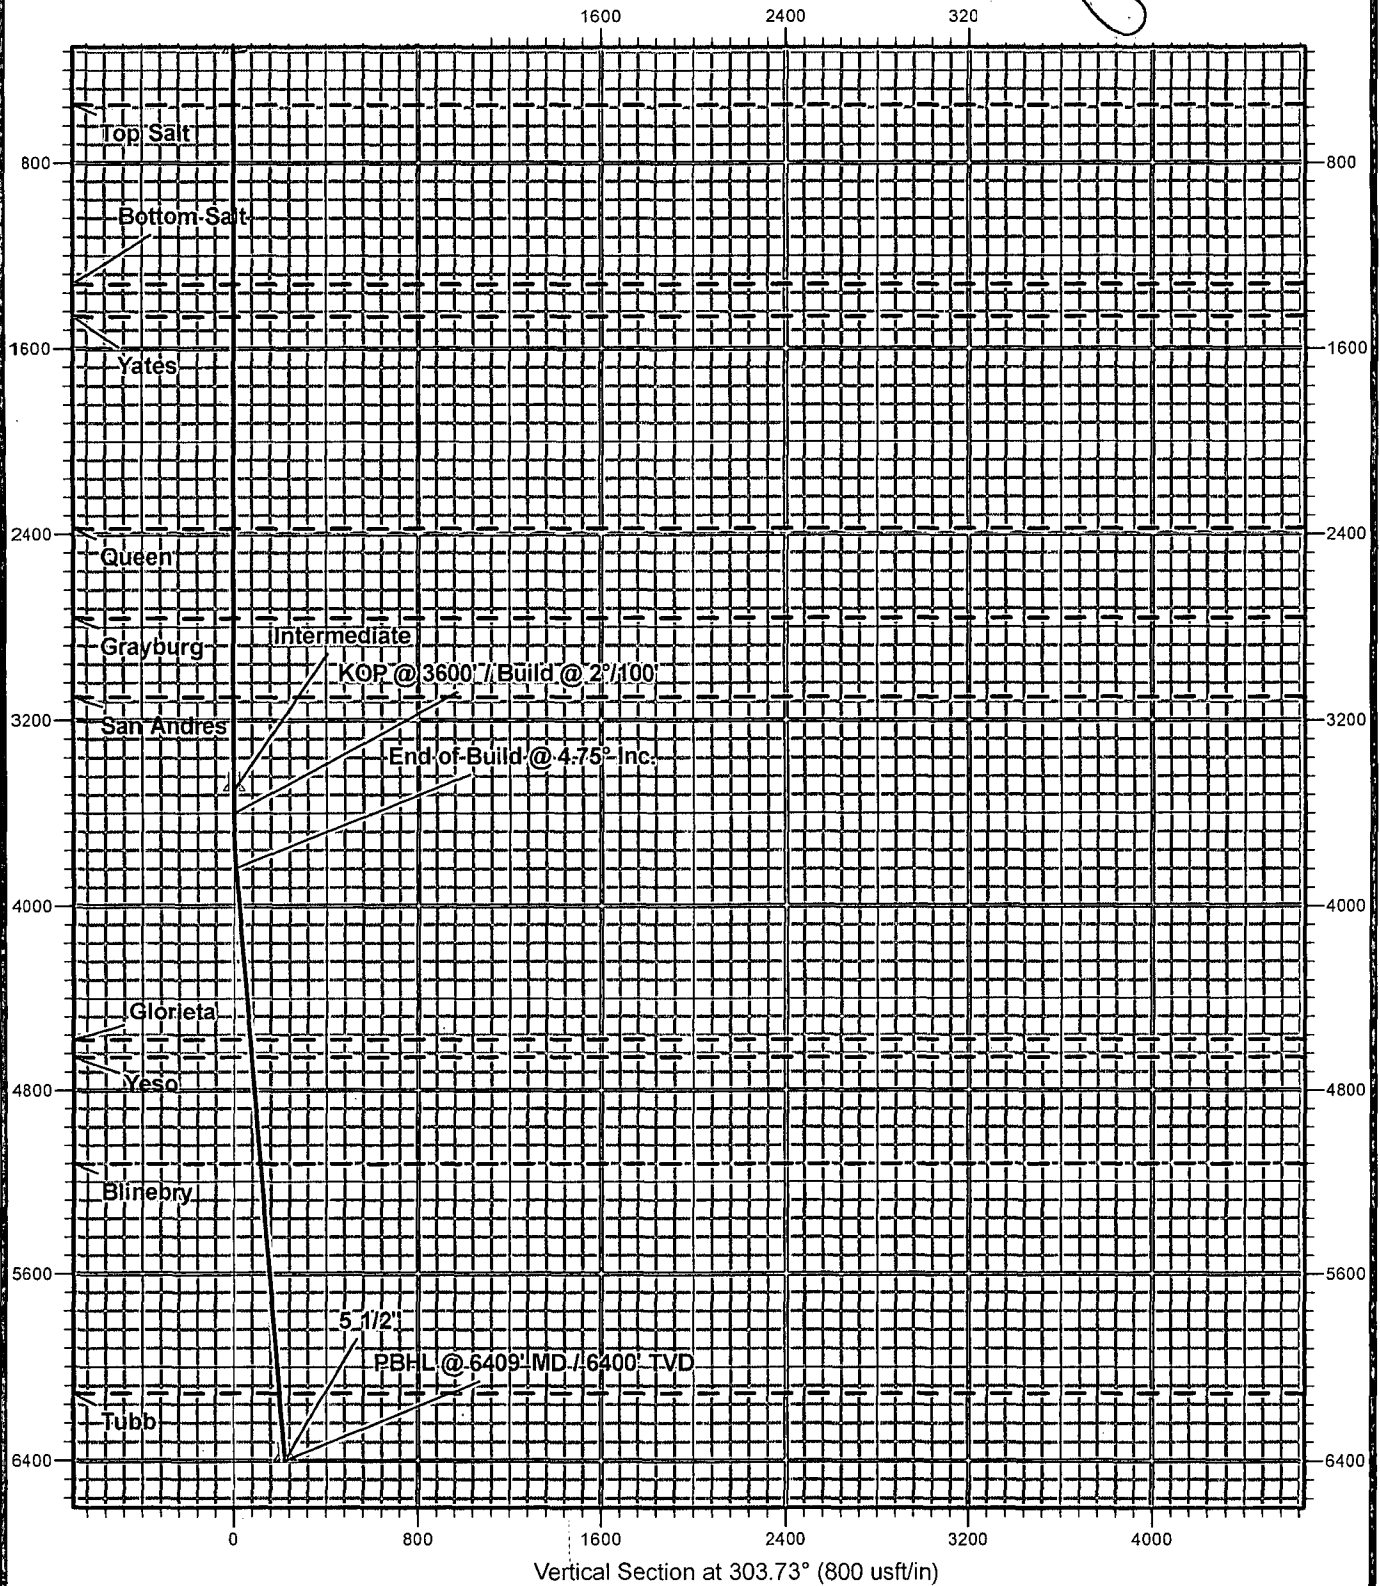 1600 2400 320
Top Salt
800 800
Bottom Salt
1600 1600
Yates
2400 2400
Queen
Intermediate
Grayburg
KOP @ 3600' / Build @ 2°/100'
3200 3200
San Andres
End of Build @ 4.75° Inc.
4000 4000
Glorieta
Yeso
4800 4800
Blinebry
5600 5600
5 1/2"
PBHL @ 6409' MD / 6400' TVD
Tubb
6400 6400
0 800 1600 2400 3200 4000
Vertical Section at 303.73° (800 usft/in)